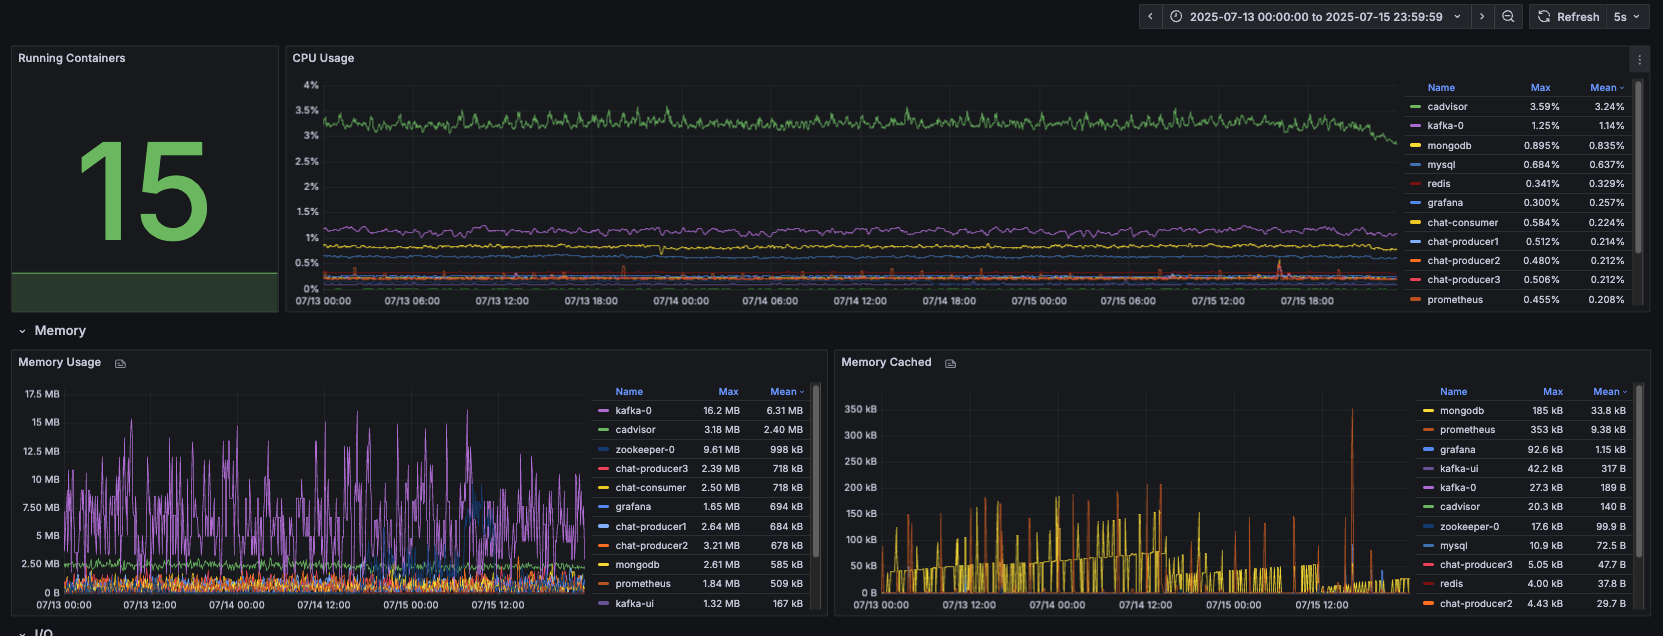 2025-07-13 00:00:00 to 2025-07-15 23:59:59
Refresh 5s
Running Containers
15
CPU Usage
4%
3.5%
3%
2.5%
2%
1.5%
1%
0.5%
0%
07/13 00:00 07/13 06:00 07/13 12:00 07/13 18:00 07/14 00:00 07/14 06:00 07/14 12:00 07/14 18:00 07/15 00:00 07/15 06:00 07/15 12:00 07/15 18:00
Name Max Mean
cadvisor 3.59% 3.24%
kafka-0 1.25% 1.14%
mongodb 0.895% 0.835%
mysql 0.684% 0.637%
redis 0.341% 0.329%
grafana 0.300% 0.257%
chat-consumer 0.584% 0.224%
chat-producer1 0.512% 0.214%
chat-producer2 0.480% 0.212%
chat-producer3 0.506% 0.212%
prometheus 0.455% 0.208%
Memory
Memory Usage
17.5 MB
15 MB
12.5 MB
10 MB
7.50 MB
5 MB
2.50 MB
0 B
07/13 00:00 07/13 12:00 07/14 00:00 07/14 12:00 07/15 00:00 07/15 12:00
Name Max Mean
kafka-0 16.2 MB 6.31 MB
cadvisor 3.18 MB 2.40 MB
zookeeper-0 9.61 MB 998 kB
chat-producer3 2.39 MB 718 kB
chat-consumer 2.50 MB 718 kB
grafana 1.65 MB 694 kB
chat-producer1 2.64 MB 684 kB
chat-producer2 3.21 MB 678 kB
mongodb 2.61 MB 585 kB
prometheus 1.84 MB 509 kB
kafka-ui 1.32 MB 167 kB
Memory Cached
350 kB
300 kB
250 kB
200 kB
150 kB
100 kB
50 kB
0 B
07/13 00:00 07/13 12:00 07/14 00:00 07/14 12:00 07/15 00:00 07/15 12:00
Name Max Mean
mongodb 185 kB 33.8 kB
prometheus 353 kB 9.38 kB
grafana 92.6 kB 1.15 kB
kafka-ui 42.2 kB 317 B
kafka-0 27.3 kB 189 B
cadvisor 20.3 kB 140 B
zookeeper-0 17.6 kB 99.9 B
mysql 10.9 kB 72.5 B
chat-producer3 5.05 kB 47.7 B
redis 4.00 kB 37.8 B
chat-producer2 4.43 kB 29.7 B
I/O